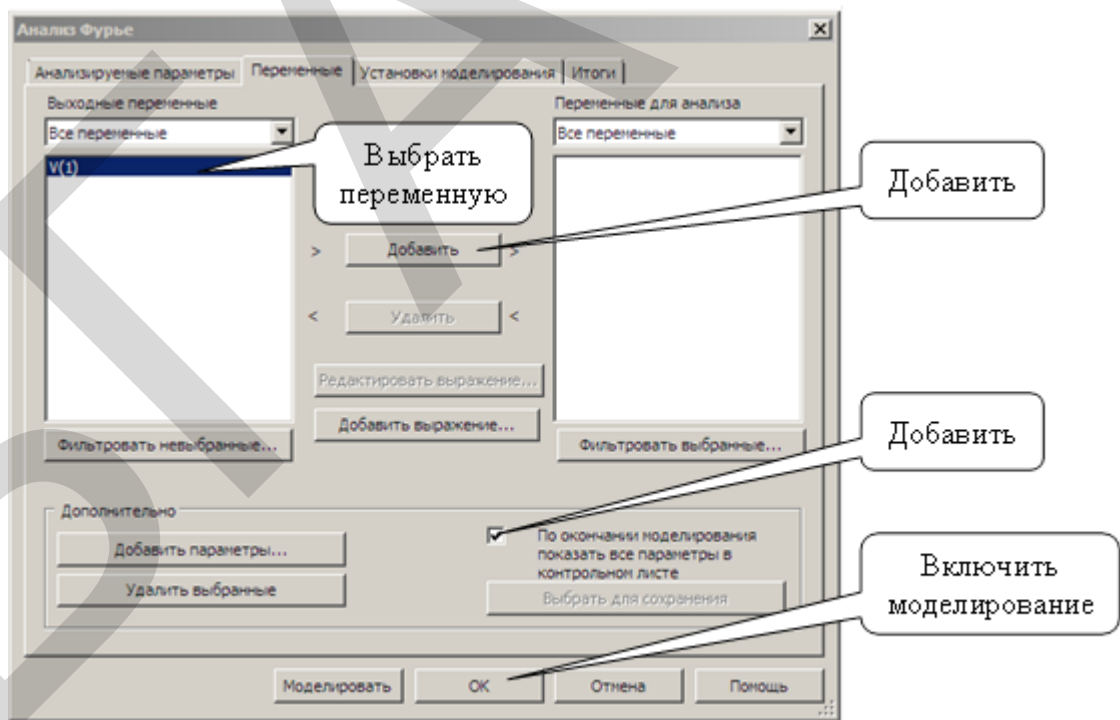 Анализ Фурье
Анализируемые параметры Переменные Установки моделирования Итоги
Выходные переменные
Переменные для анализа
Все переменные
Все переменные
V(1)
Выбрать
переменную
Добавить
> Добавить >
< Удалить <
Редактировать выражение...
Добавить выражение...
Фильтровать невыбранные...
Фильтровать выбранные...
Добавить
Дополнительно
Добавить параметры...
Удалить выбранные
По окончании моделирования
показать все параметры в
контрольном листе
Выбрать для сохранения
Включить
моделирование
Моделировать
OK
Отмена
Помощь